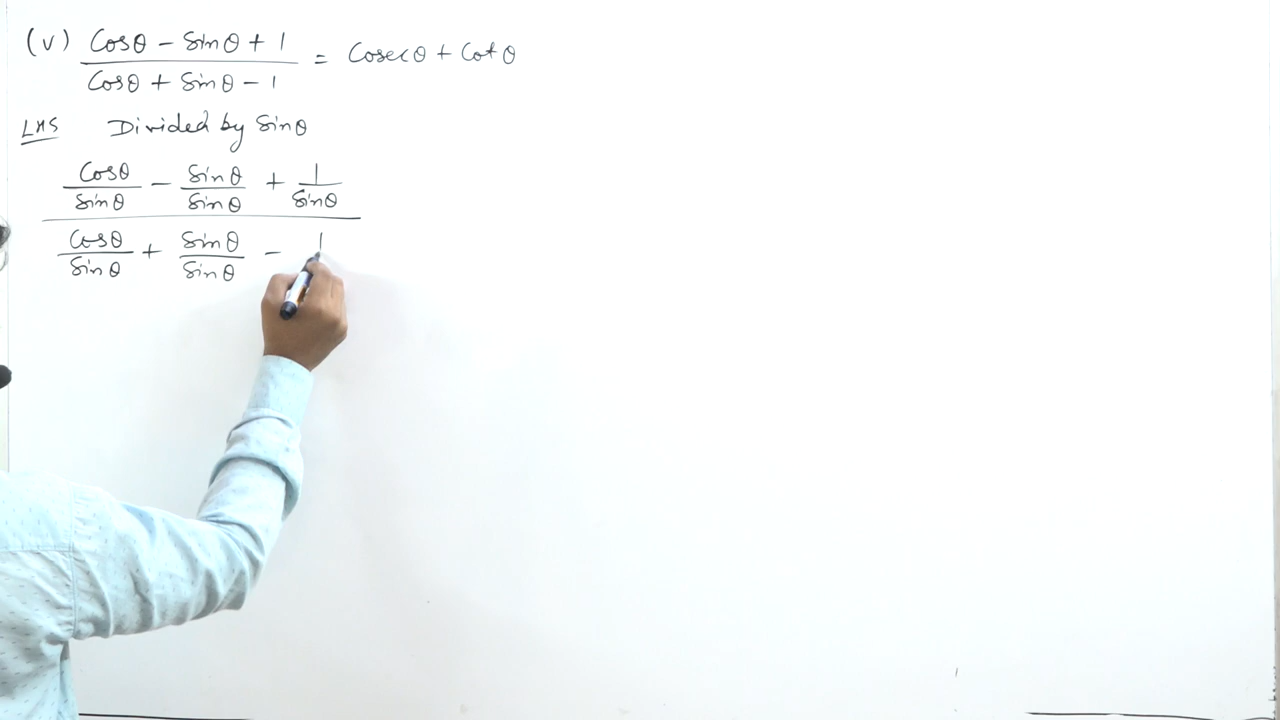 (v) Cosθ - Sinθ + 1 / Cosθ + Sinθ - 1 = Cosecθ + Cotθ
LHS Divided by Sinθ
Cosθ/Sinθ - Sinθ/Sinθ + 1/Sinθ
Cosθ/Sinθ + Sinθ/Sinθ - 1